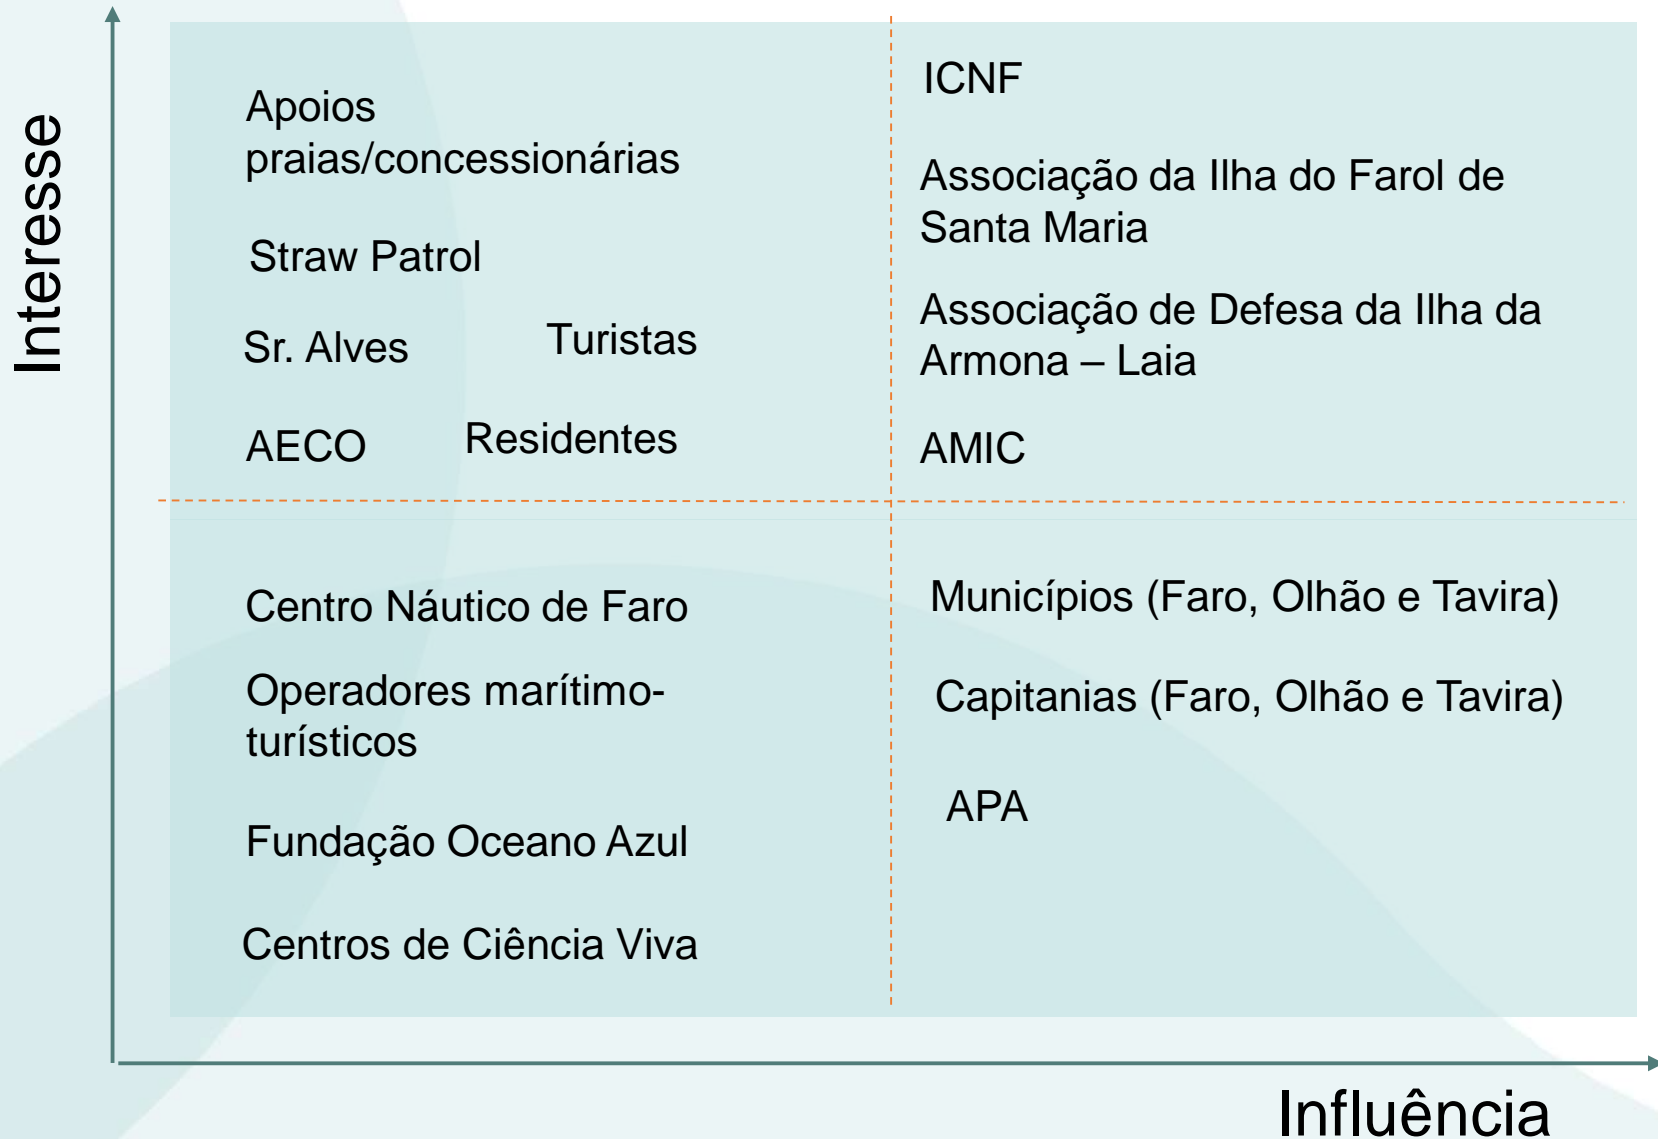 Interesse
Apoios
praias/concessionárias
Straw Patrol
Sr. Alves
Turistas
AECO
Residentes
ICNF
Associação da Ilha do Farol de
Santa Maria
Associação de Defesa da Ilha da
Armona – Laia
AMIC
Centro Náutico de Faro
Operadores marítimo-
turísticos
Fundação Oceano Azul
Centros de Ciência Viva
Municípios (Faro, Olhão e Tavira)
Capitanias (Faro, Olhão e Tavira)
APA
Influência